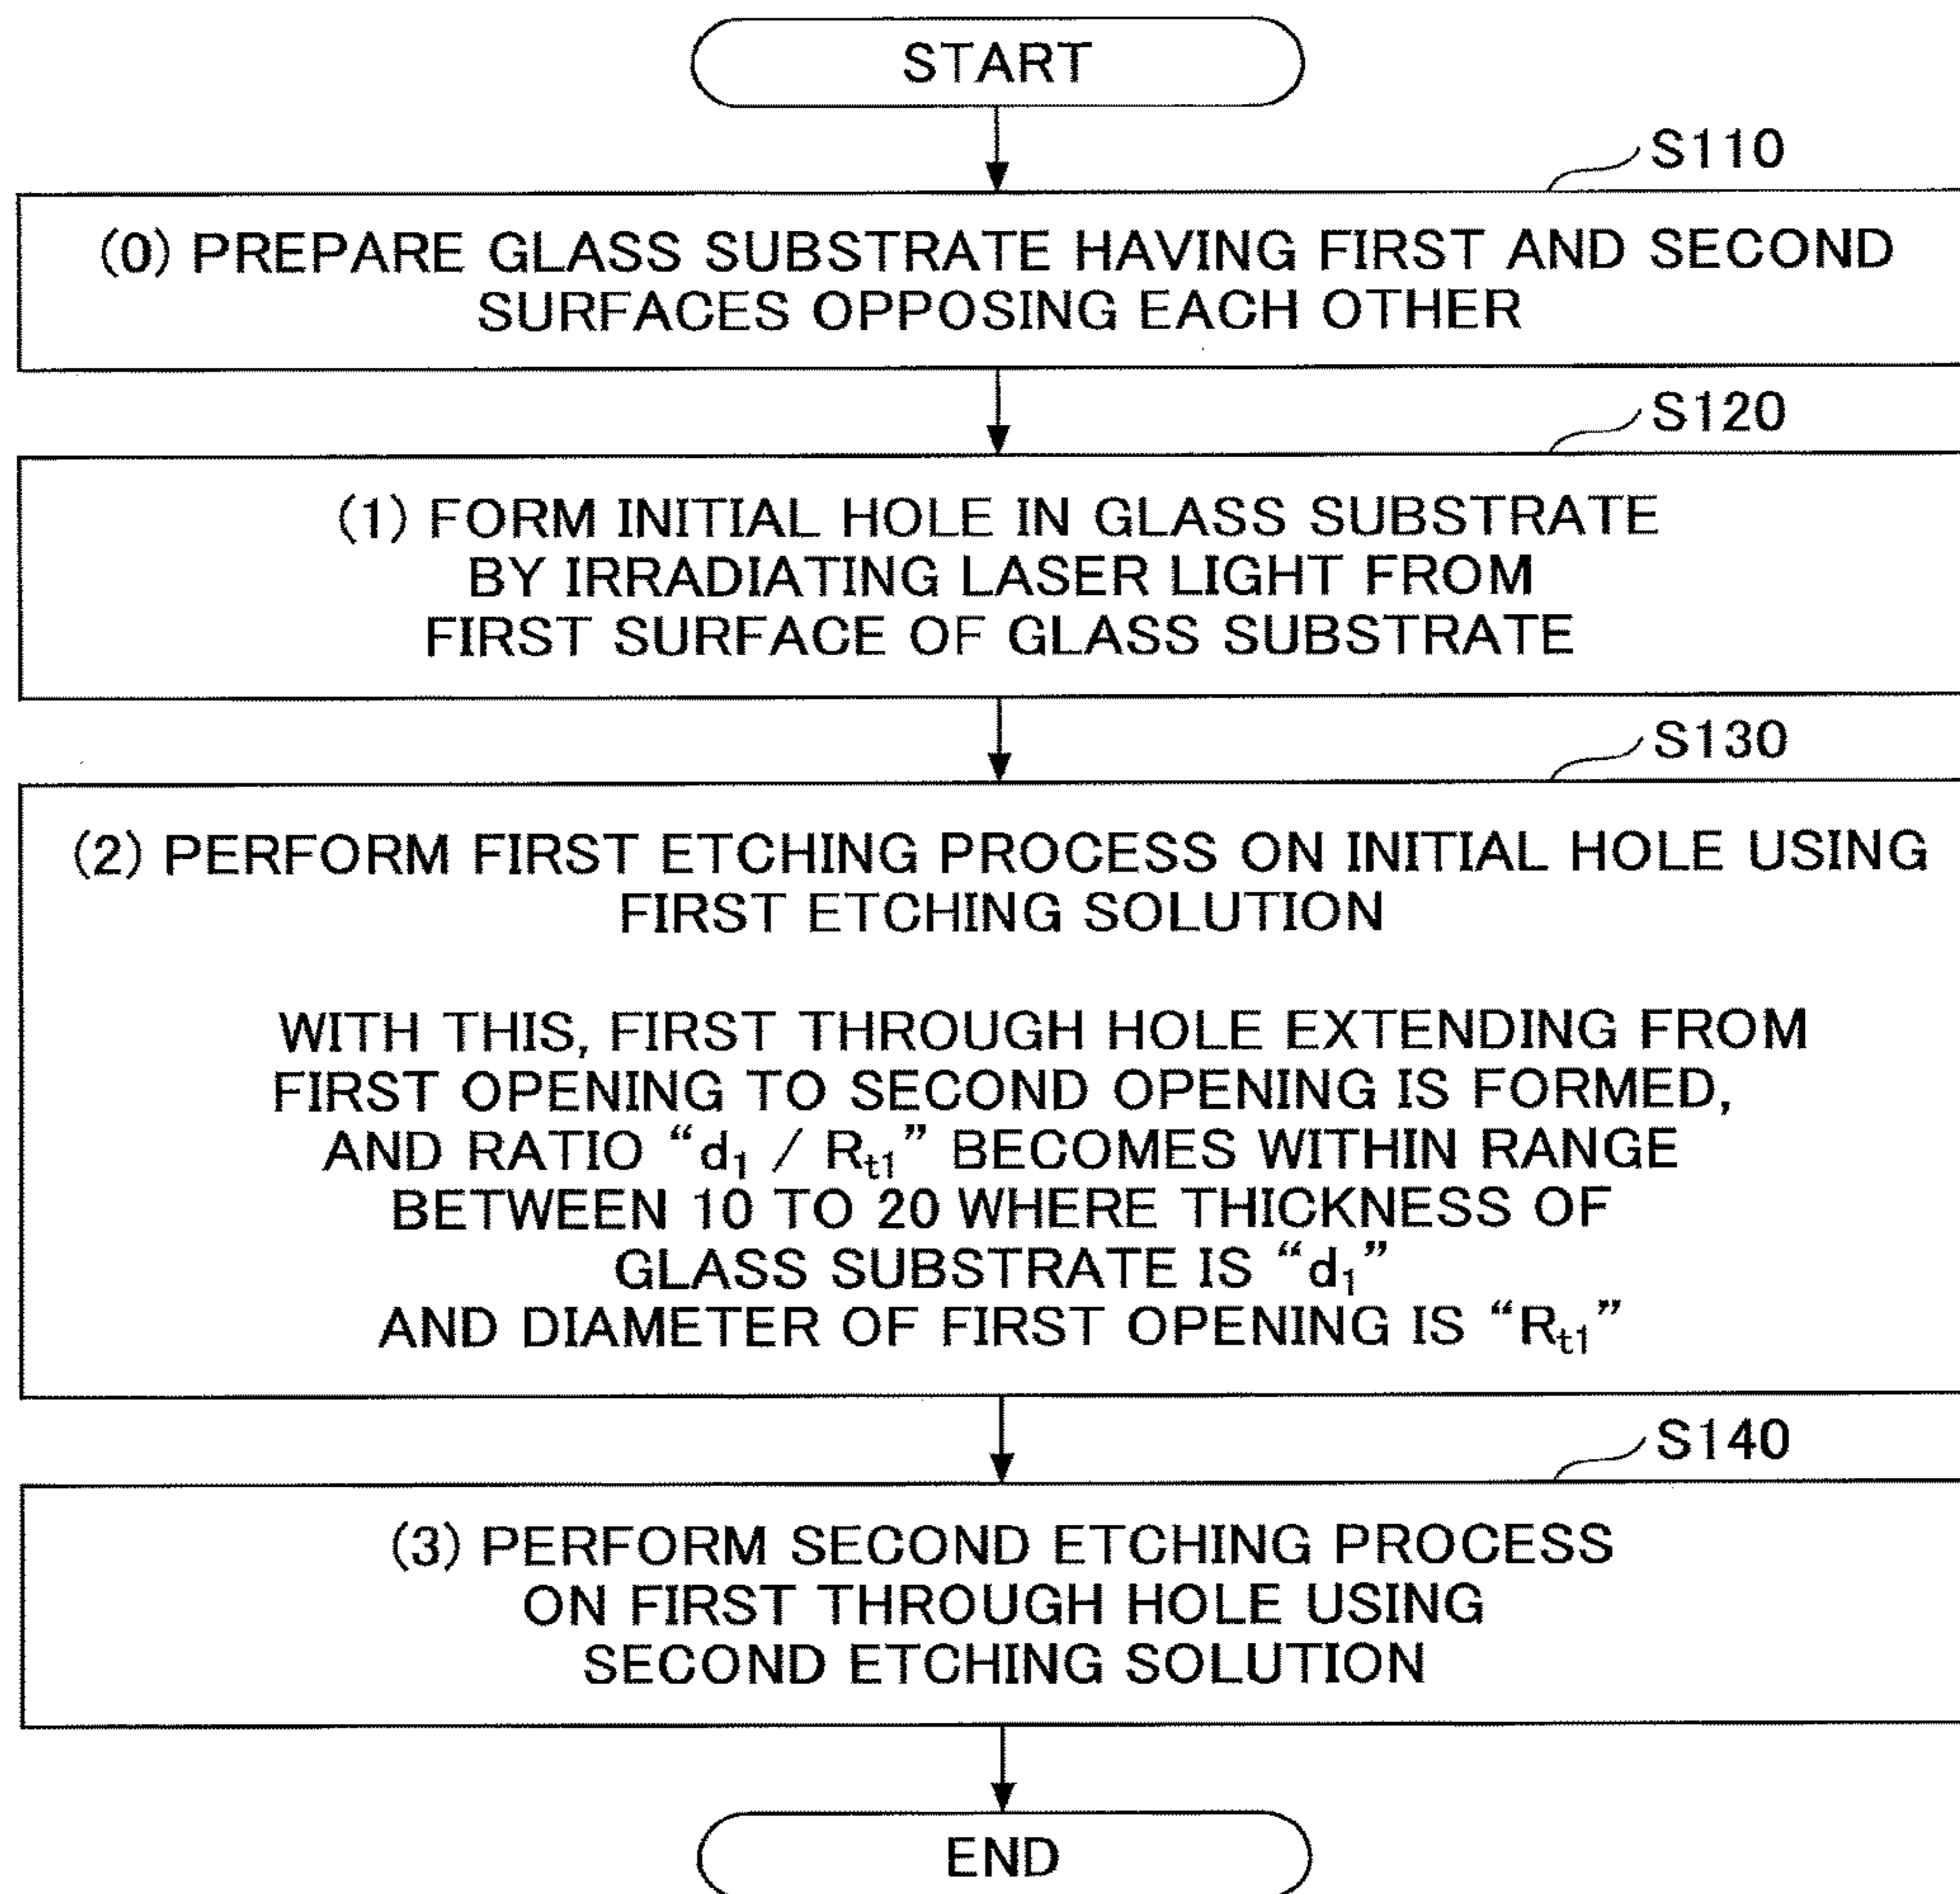 START
S110
(0) PREPARE GLASS SUBSTRATE HAVING FIRST AND SECOND
SURFACES OPPOSING EACH OTHER
S120
(1) FORM INITIAL HOLE IN GLASS SUBSTRATE
BY IRRADIATING LASER LIGHT FROM
FIRST SURFACE OF GLASS SUBSTRATE
S130
(2) PERFORM FIRST ETCHING PROCESS ON INITIAL HOLE USING
FIRST ETCHING SOLUTION
WITH THIS, FIRST THROUGH HOLE EXTENDING FROM
FIRST OPENING TO SECOND OPENING IS FORMED,
AND RATIO “d₁ / Rₜ₁” BECOMES WITHIN RANGE
BETWEEN 10 TO 20 WHERE THICKNESS OF
GLASS SUBSTRATE IS “d₁”
AND DIAMETER OF FIRST OPENING IS “Rₜ₁”
S140
(3) PERFORM SECOND ETCHING PROCESS
ON FIRST THROUGH HOLE USING
SECOND ETCHING SOLUTION
END